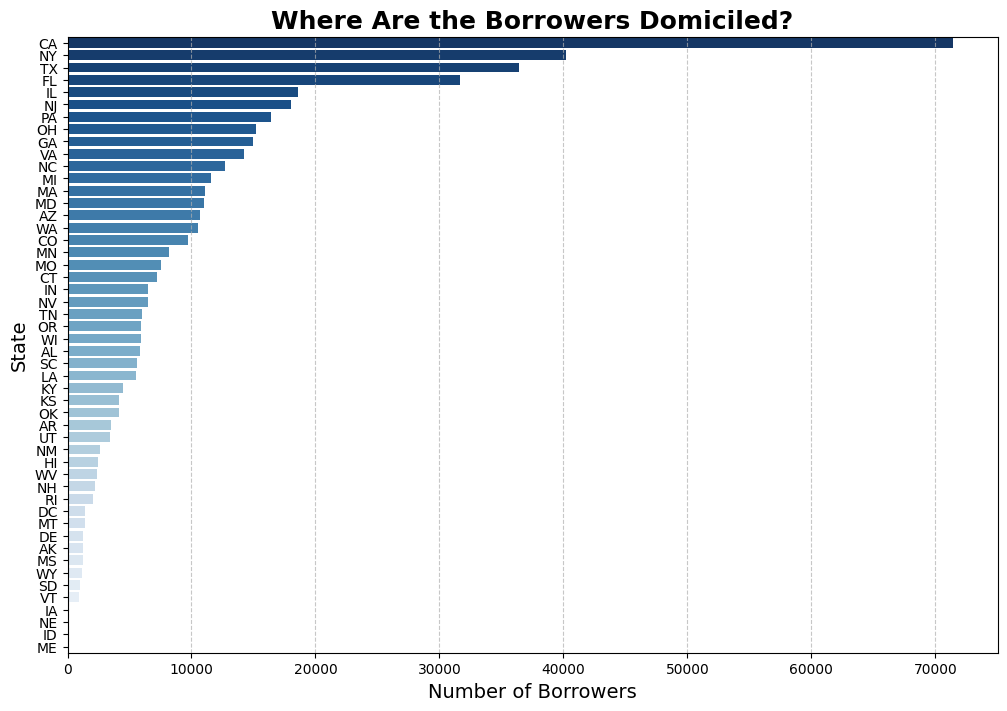 Where Are the Borrowers Domiciled?
CA
NY
TX
FL
IL
NJ
PA
OH
GA
VA
NC
MI
MA
MD
AZ
WA
CO
MN
MO
CT
IN
NV
TN
OR
WI
AL
SC
LA
KY
KS
OK
AR
UT
NM
HI
WV
NH
RI
DC
MT
DE
AK
MS
WY
SD
VT
IA
NE
ID
ME
State
0 10000 20000 30000 40000 50000 60000 70000
Number of Borrowers